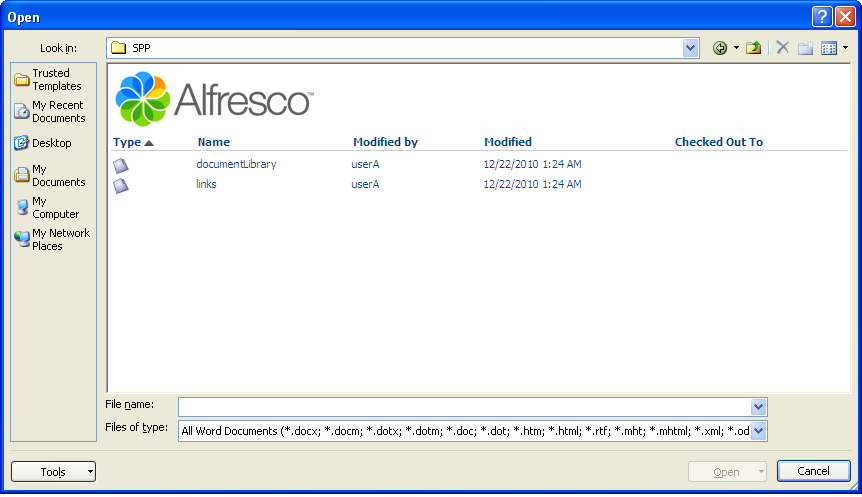 Open
Look in:
SPP
Trusted
Templates
My Recent
Documents
Desktop
My
Documents
My
Computer
My Network
Places
Alfresco™
Type Name Modified by Modified Checked Out To
documentLibrary userA 12/22/2010 1:24 AM
links userA 12/22/2010 1:24 AM
File name:
Files of type: All Word Documents (*.docx; *.docm; *.dotx; *.dotm; *.doc; *.dot; *.htm; *.html; *.rtf; *.mht; *.mhtml; *.xml; *.od
Tools Open Cancel